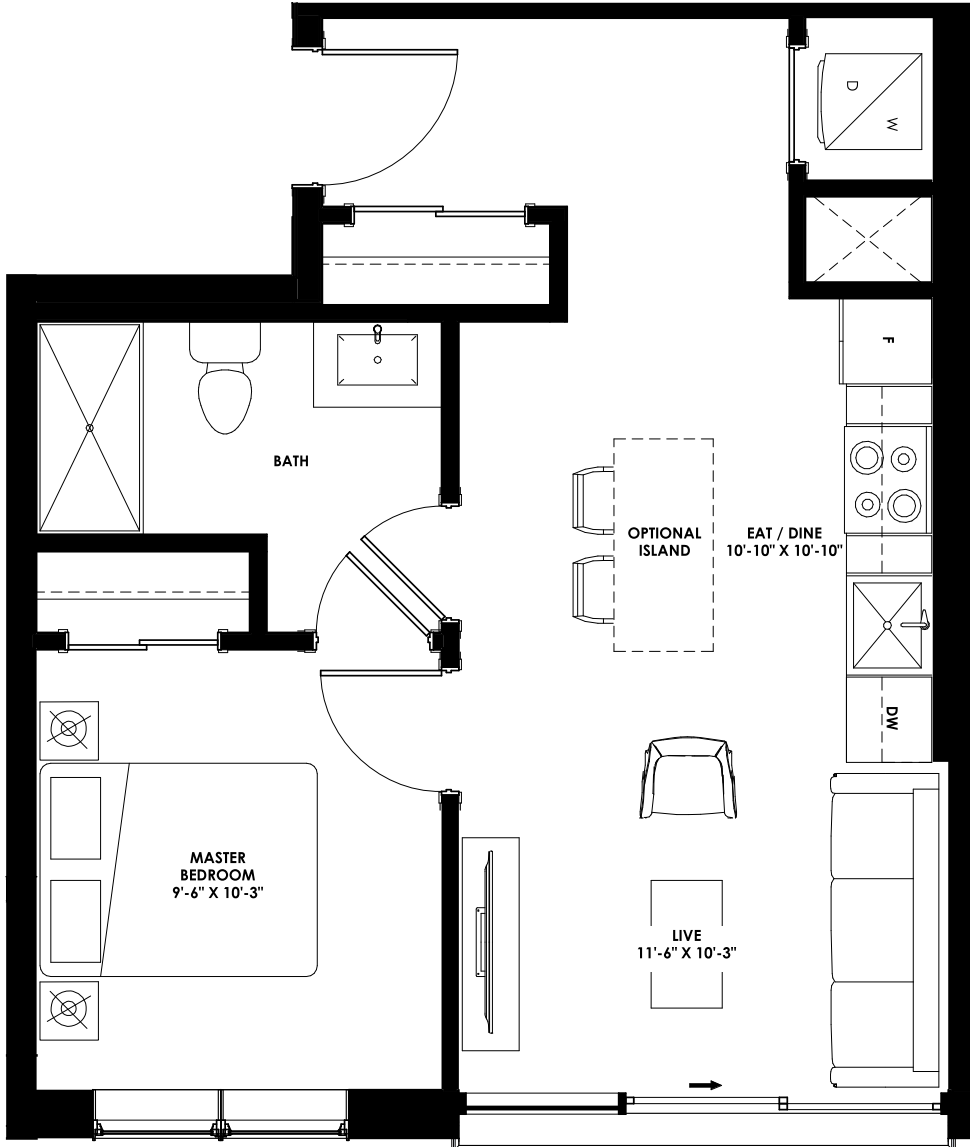 D
W
F
BATH
OPTIONAL
ISLAND
EAT / DINE
10'-10" X 10'-10"
DW
MASTER
BEDROOM
9'-6" X 10'-3"
LIVE
11'-6" X 10'-3"